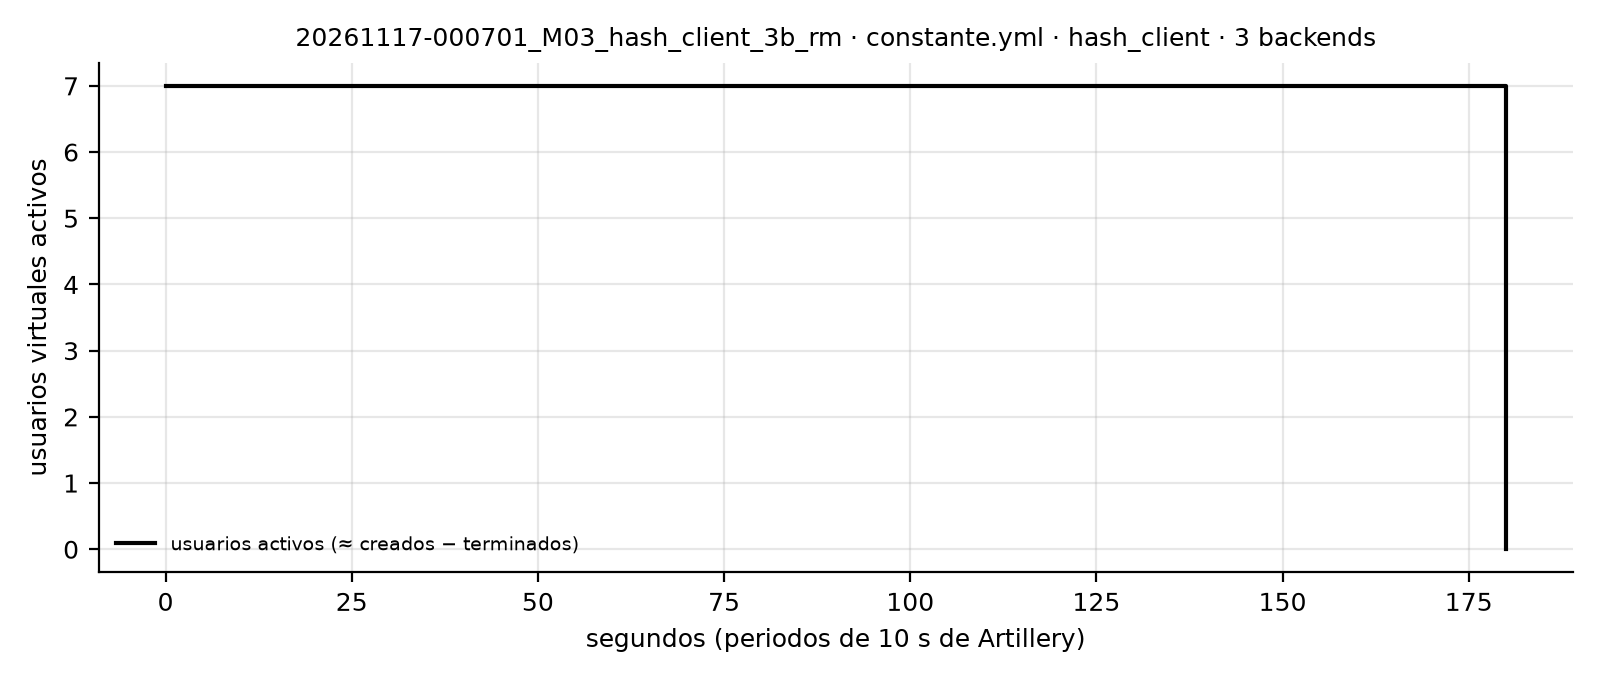 20261117-000701_M03_hash_client_3b_rm · constante.yml · hash_client · 3 backends
usuarios virtuales activos
7
6
5
4
3
2
1
0
usuarios activos (≈ creados − terminados)
0 25 50 75 100 125 150 175
segundos (periodos de 10 s de Artillery)